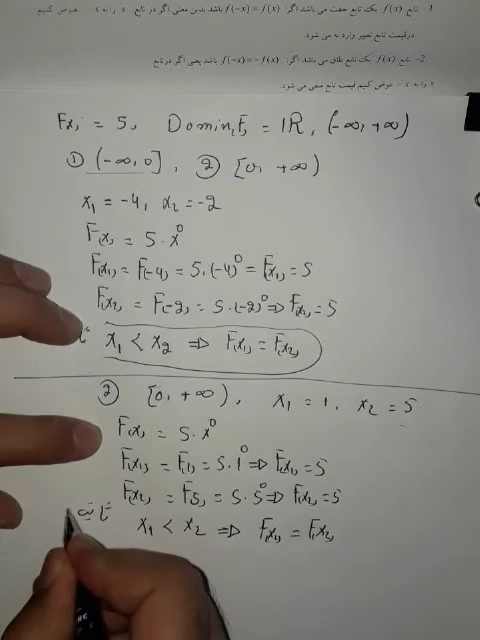 1. تابع f(x) یک تابع جفت می باشد اگر: f(−x) = f(x) باشد بدین معنی اگر در تابع x را به −x عوض کنیم
درقیمت تابع تغییر وارد نه می شود.
2- تابع f(x) یک تابع طاق می باشد اگر: f(−x) = −f(x) باشد یعنی اگر درتابع
x را به −x عوض کنیم قیمت تابع منفی می شود.
F(x) = 5, Domin,F, = IR, (-∞, +∞)
① (-∞, 0], ② [0, +∞)
x₁ = -4, x₂ = -2
F(x) = 5·x⁰
F(x₁) = F(-4) = 5·(-4)⁰ = F(x₁) = 5
F(x₂) = F(-2) = 5·(-2)⁰ ⇒ F(x₂) = 5
x₁ < x₂ ⇒ F(x₁) = F(x₂)
② [0, +∞), x₁ = 1, x₂ = 5
F(x) = 5·x⁰
F(x₁) = F(1) = 5·1⁰ ⇒ F(x₁) = 5
F(x₂) = F(5) = 5·5⁰ ⇒ F(x₂) = 5
ثابت x₁ < x₂ ⇒ F(x₁) = F(x₂)